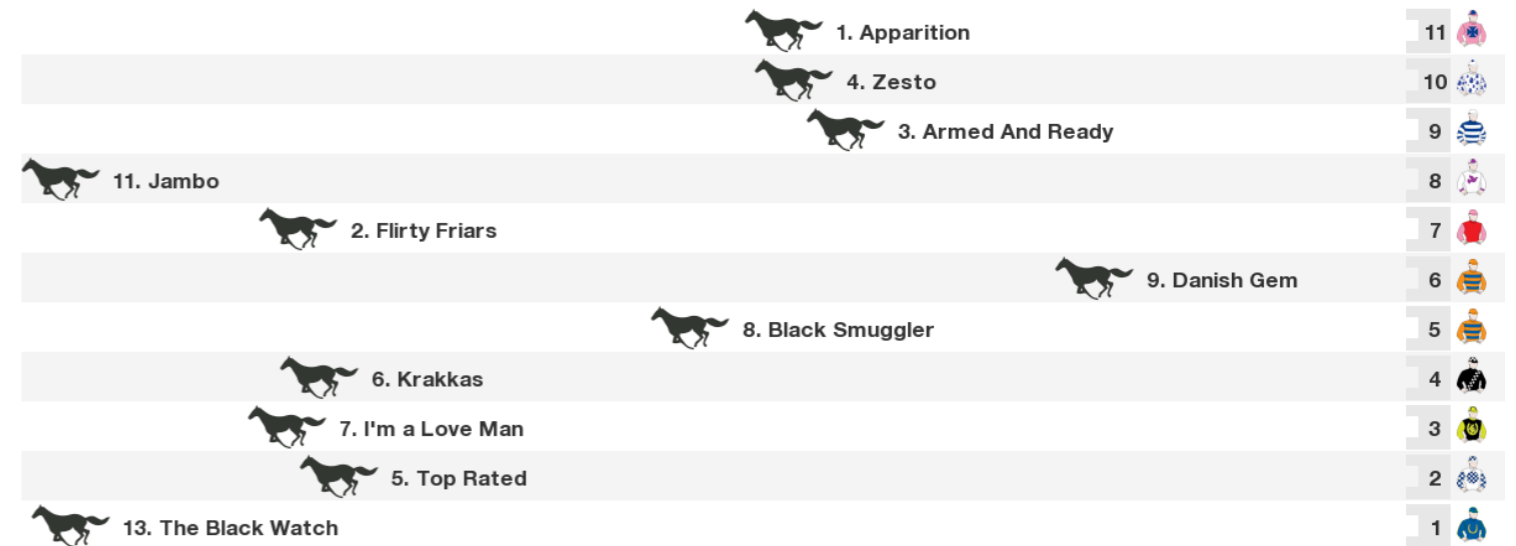 1. Apparition 11
4. Zesto 10
3. Armed And Ready 9
11. Jambo 8
2. Flirty Friars 7
9. Danish Gem 6
8. Black Smuggler 5
6. Krakkas 4
7. I'm a Love Man 3
5. Top Rated 2
13. The Black Watch 1